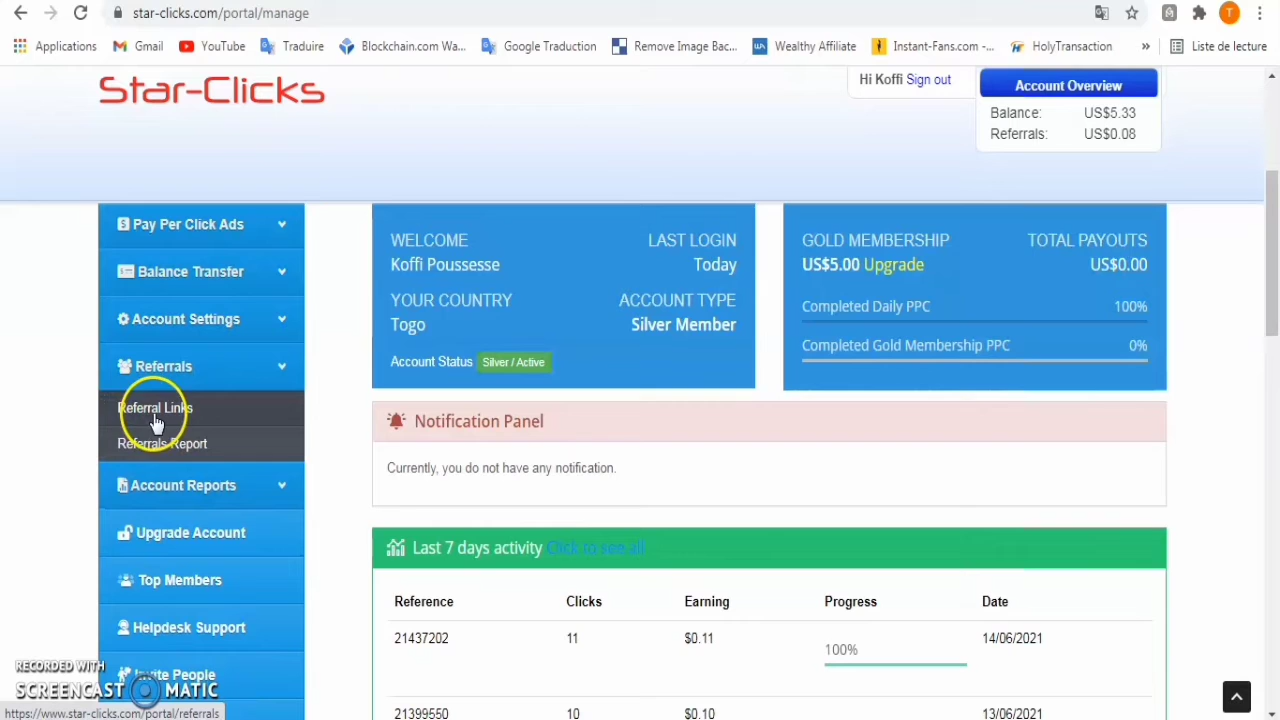 star-clicks.com/portal/manage
Applications Gmail YouTube Traduire Blockchain.com Wa... Google Traduction Remove Image Bac... Wealthy Affiliate Instant-Fans.com -... HolyTransaction » Liste de lecture
Star-Clicks
Hi Koffi Sign out
Account Overview
Balance: US$5.33
Referrals: US$0.08
Pay Per Click Ads
Balance Transfer
Account Settings
Referrals
Referral Links
Referrals Report
Account Reports
Upgrade Account
Top Members
Helpdesk Support
Invite People
WELCOME LAST LOGIN
Koffi Poussesse Today
YOUR COUNTRY ACCOUNT TYPE
Togo Silver Member
Account Status Silver / Active
GOLD MEMBERSHIP TOTAL PAYOUTS
US$5.00 Upgrade US$0.00
Completed Daily PPC 100%
Completed Gold Membership PPC 0%
Notification Panel
Currently, you do not have any notification.
Last 7 days activity Click to see all
Reference Clicks Earning Progress Date
21437202 11 $0.11 100% 14/06/2021
21399550 10 $0.10 13/06/2021
RECORDED WITH
SCREENCAST MATIC
https://www.star-clicks.com/portal/referrals